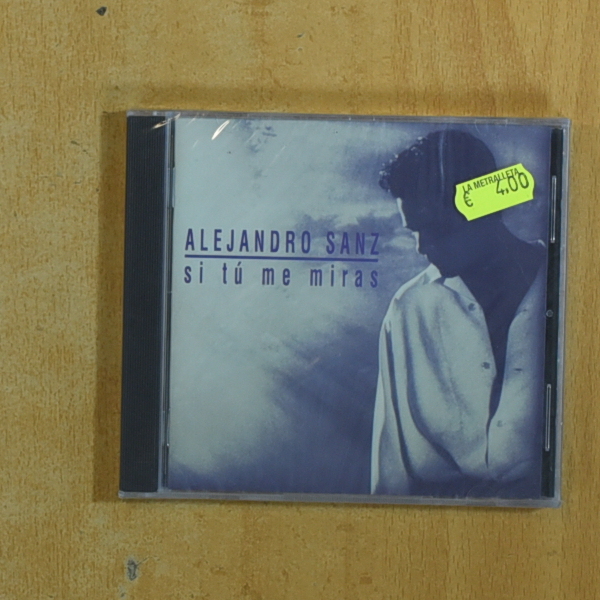 LA METRALLETA
€ 4,00
ALEJANDRO SANZ
si tú me miras